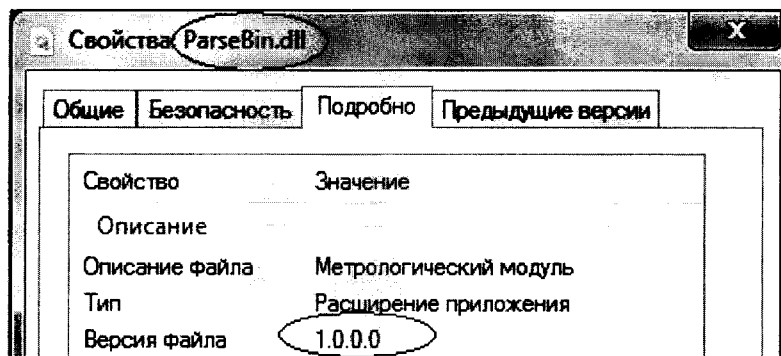 Свойства: ParseBin.dll
Общие Безопасность Подробно Предыдущие версии
Свойство Значение
Описание
Описание файла Метрологический модуль
Тип Расширение приложения
Версия файла 1.0.0.0